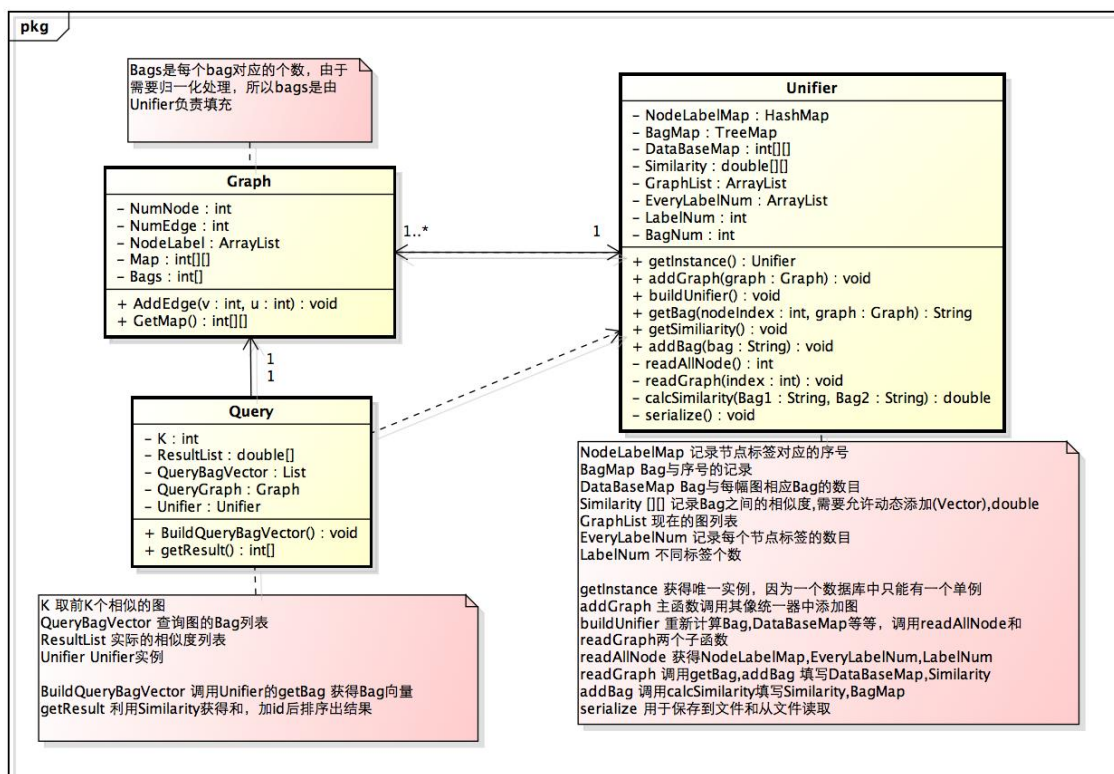 pkg
Bags是每个bag对应的个数，由于
需要归一化处理，所以bags是由
Unifier负责填充
Graph
- NumNode : int
- NumEdge : int
- NodeLabel : ArrayList
- Map : int[][]
- Bags : int[]
+ AddEdge(v : int, u : int) : void
+ GetMap() : int[][]
1..*
1
Unifier
- NodeLabelMap : HashMap
- BagMap : TreeMap
- DataBaseMap : int[][]
- Similarity : double[][]
- GraphList : ArrayList
- EveryLabelNum : ArrayList
- LabelNum : int
- BagNum : int
+ getInstance() : Unifier
+ addGraph(graph : Graph) : void
+ buildUnifier() : void
+ getBag(nodeIndex : int, graph : Graph) : String
+ getSimiliarity() : void
+ addBag(bag : String) : void
- readAllNode() : int
- readGraph(index : int) : void
- calcSimilarity(Bag1 : String, Bag2 : String) : double
- serialize() : void
1
1
Query
- K : int
- ResultList : double[]
- QueryBagVector : List
- QueryGraph : Graph
- Unifier : Unifier
+ BuildQueryBagVector() : void
+ getResult() : int[]
K 取前K个相似的图
QueryBagVector 查询图的Bag列表
ResultList 实际的相似度列表
Unifier Unifier实例
BuildQueryBagVector 调用Unifier的getBag 获得Bag向量
getResult 利用Similarity获得和，加id后排序出结果
NodeLabelMap 记录节点标签对应的序号
BagMap Bag与序号的记录
DataBaseMap Bag与每幅图相应Bag的数目
Similarity [][] 记录Bag之间的相似度,需要允许动态添加(Vector),double
GraphList 现在的图列表
EveryLabelNum 记录每个节点标签的数目
LabelNum 不同标签个数
getInstance 获得唯一实例，因为一个数据库中只能有一个单例
addGraph 主函数调用其像统一器中添加图
buildUnifier 重新计算Bag,DataBaseMap等等，调用readAllNode和
readGraph两个子函数
readAllNode 获得NodeLabelMap,EveryLabelNum,LabelNum
readGraph 调用getBag,addBag 填写DataBaseMap,Similarity
addBag 调用calcSimilarity填写Similarity,BagMap
serialize 用于保存到文件和从文件读取